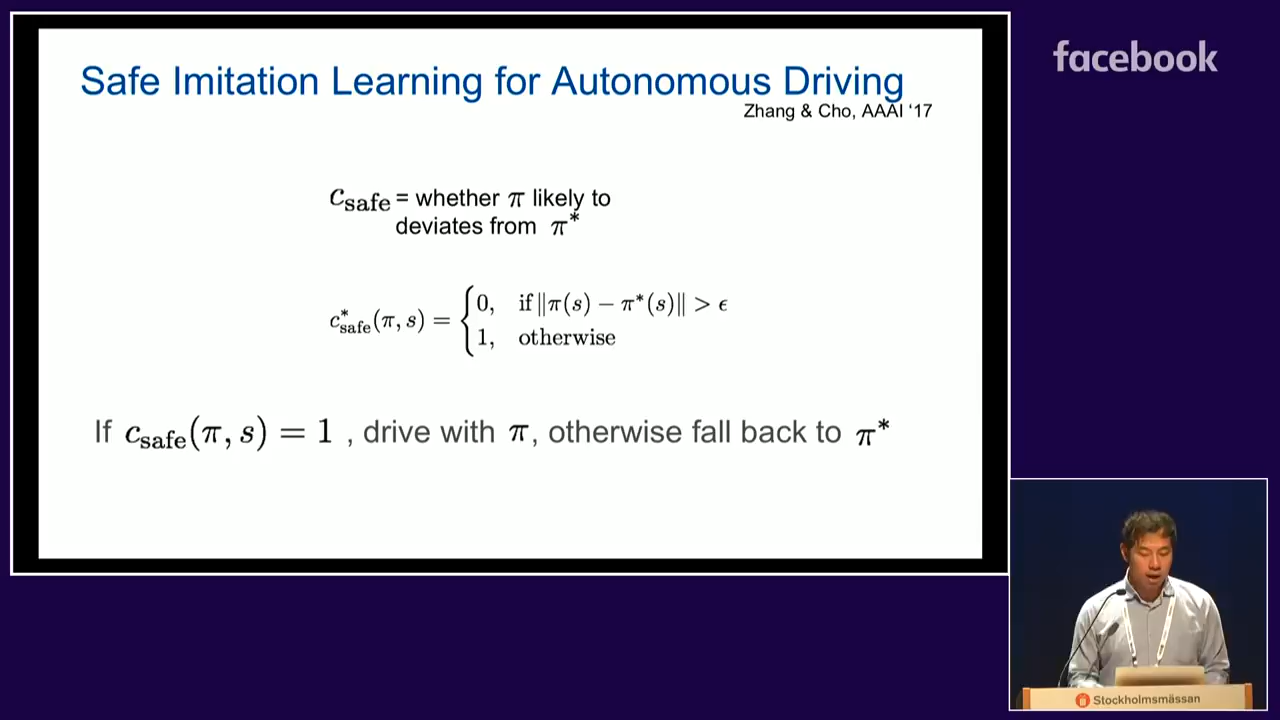 Safe Imitation Learning for Autonomous Driving
Zhang & Cho, AAAI ‘17
c_safe = whether π likely to
deviates from π*
c*_safe(π, s) = { 0, if ‖π(s) − π*(s)‖ > ϵ
1, otherwise
If c_safe(π, s) = 1 , drive with π, otherwise fall back to π*
facebook
Stockholmsmässan